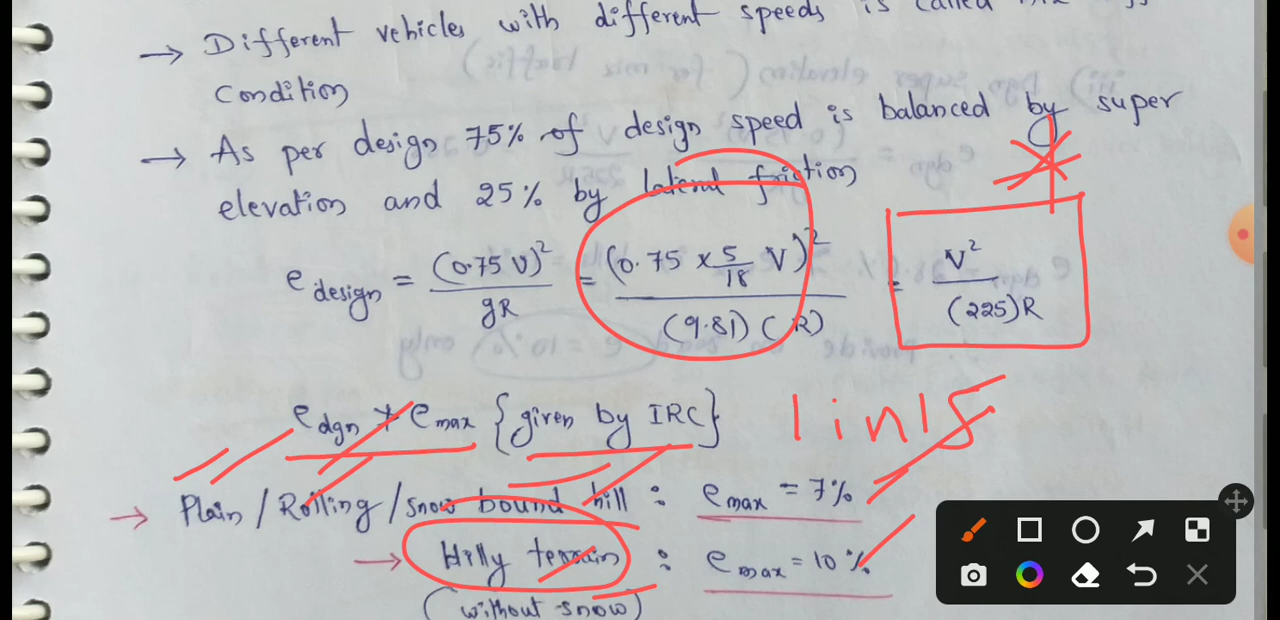 → Different vehicles with different speeds is called
condition
→ As per design 75% of design speed is balanced by super
elevation and 25% by lateral friction
e design = (0.75 V)² / gR = (0.75 × 5/18 V)² / (9.81) (R) = V² / (225)R
e dgn ≯ e max {given by IRC} 1 in 15
→ Plain / Rolling / snow bound hill : e max = 7%
→ Hilly terrain : e max = 10%
(without snow)